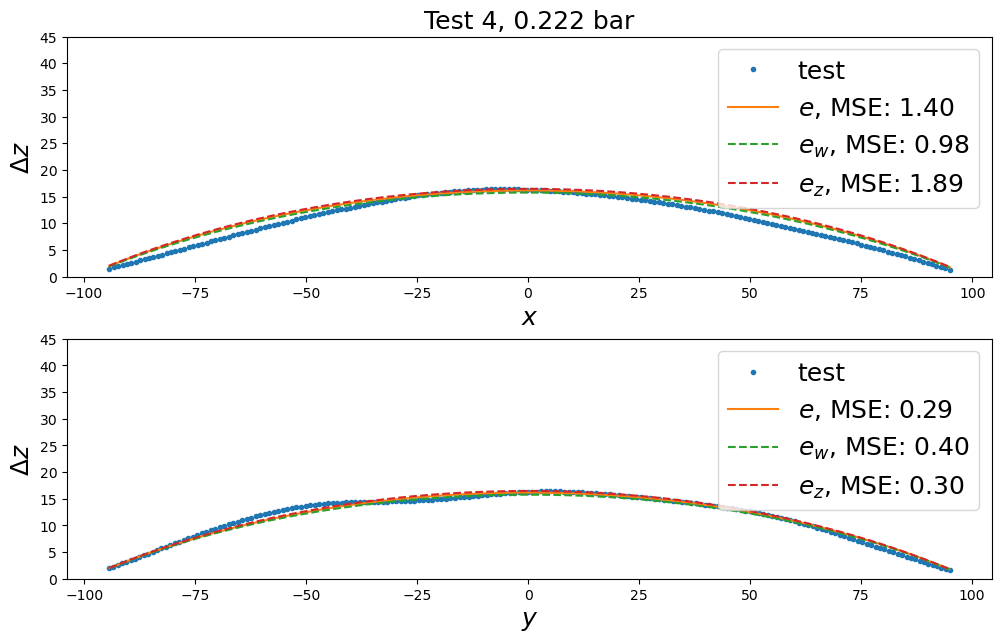 Test 4, 0.222 bar
45
40
35
30
25
20
15
10
5
0
Δz
test
e, MSE: 1.40
e_w, MSE: 0.98
e_z, MSE: 1.89
−100 −75 −50 −25 0 25 50 75 100
x
45
40
35
30
25
20
15
10
5
0
Δz
test
e, MSE: 0.29
e_w, MSE: 0.40
e_z, MSE: 0.30
−100 −75 −50 −25 0 25 50 75 100
y